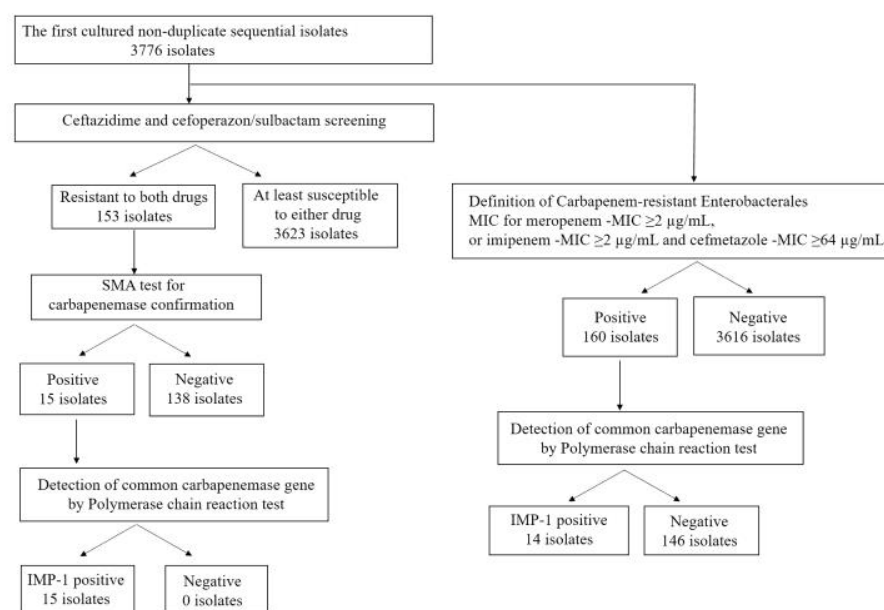 The first cultured non-duplicate sequential isolates
3776 isolates
Ceftazidime and cefoperazon/sulbactam screening
Resistant to both drugs
153 isolates
At least susceptible
to either drug
3623 isolates
SMA test for
carbapenemase confirmation
Positive
15 isolates
Negative
138 isolates
Detection of common carbapenemase gene
by Polymerase chain reaction test
IMP-1 positive
15 isolates
Negative
0 isolates
Definition of Carbapenem-resistant Enterobacterales
MIC for meropenem -MIC ≥2 µg/mL,
or imipenem -MIC ≥2 µg/mL and cefmetazole -MIC ≥64 µg/mL
Positive
160 isolates
Negative
3616 isolates
Detection of common carbapenemase gene
by Polymerase chain reaction test
IMP-1 positive
14 isolates
Negative
146 isolates